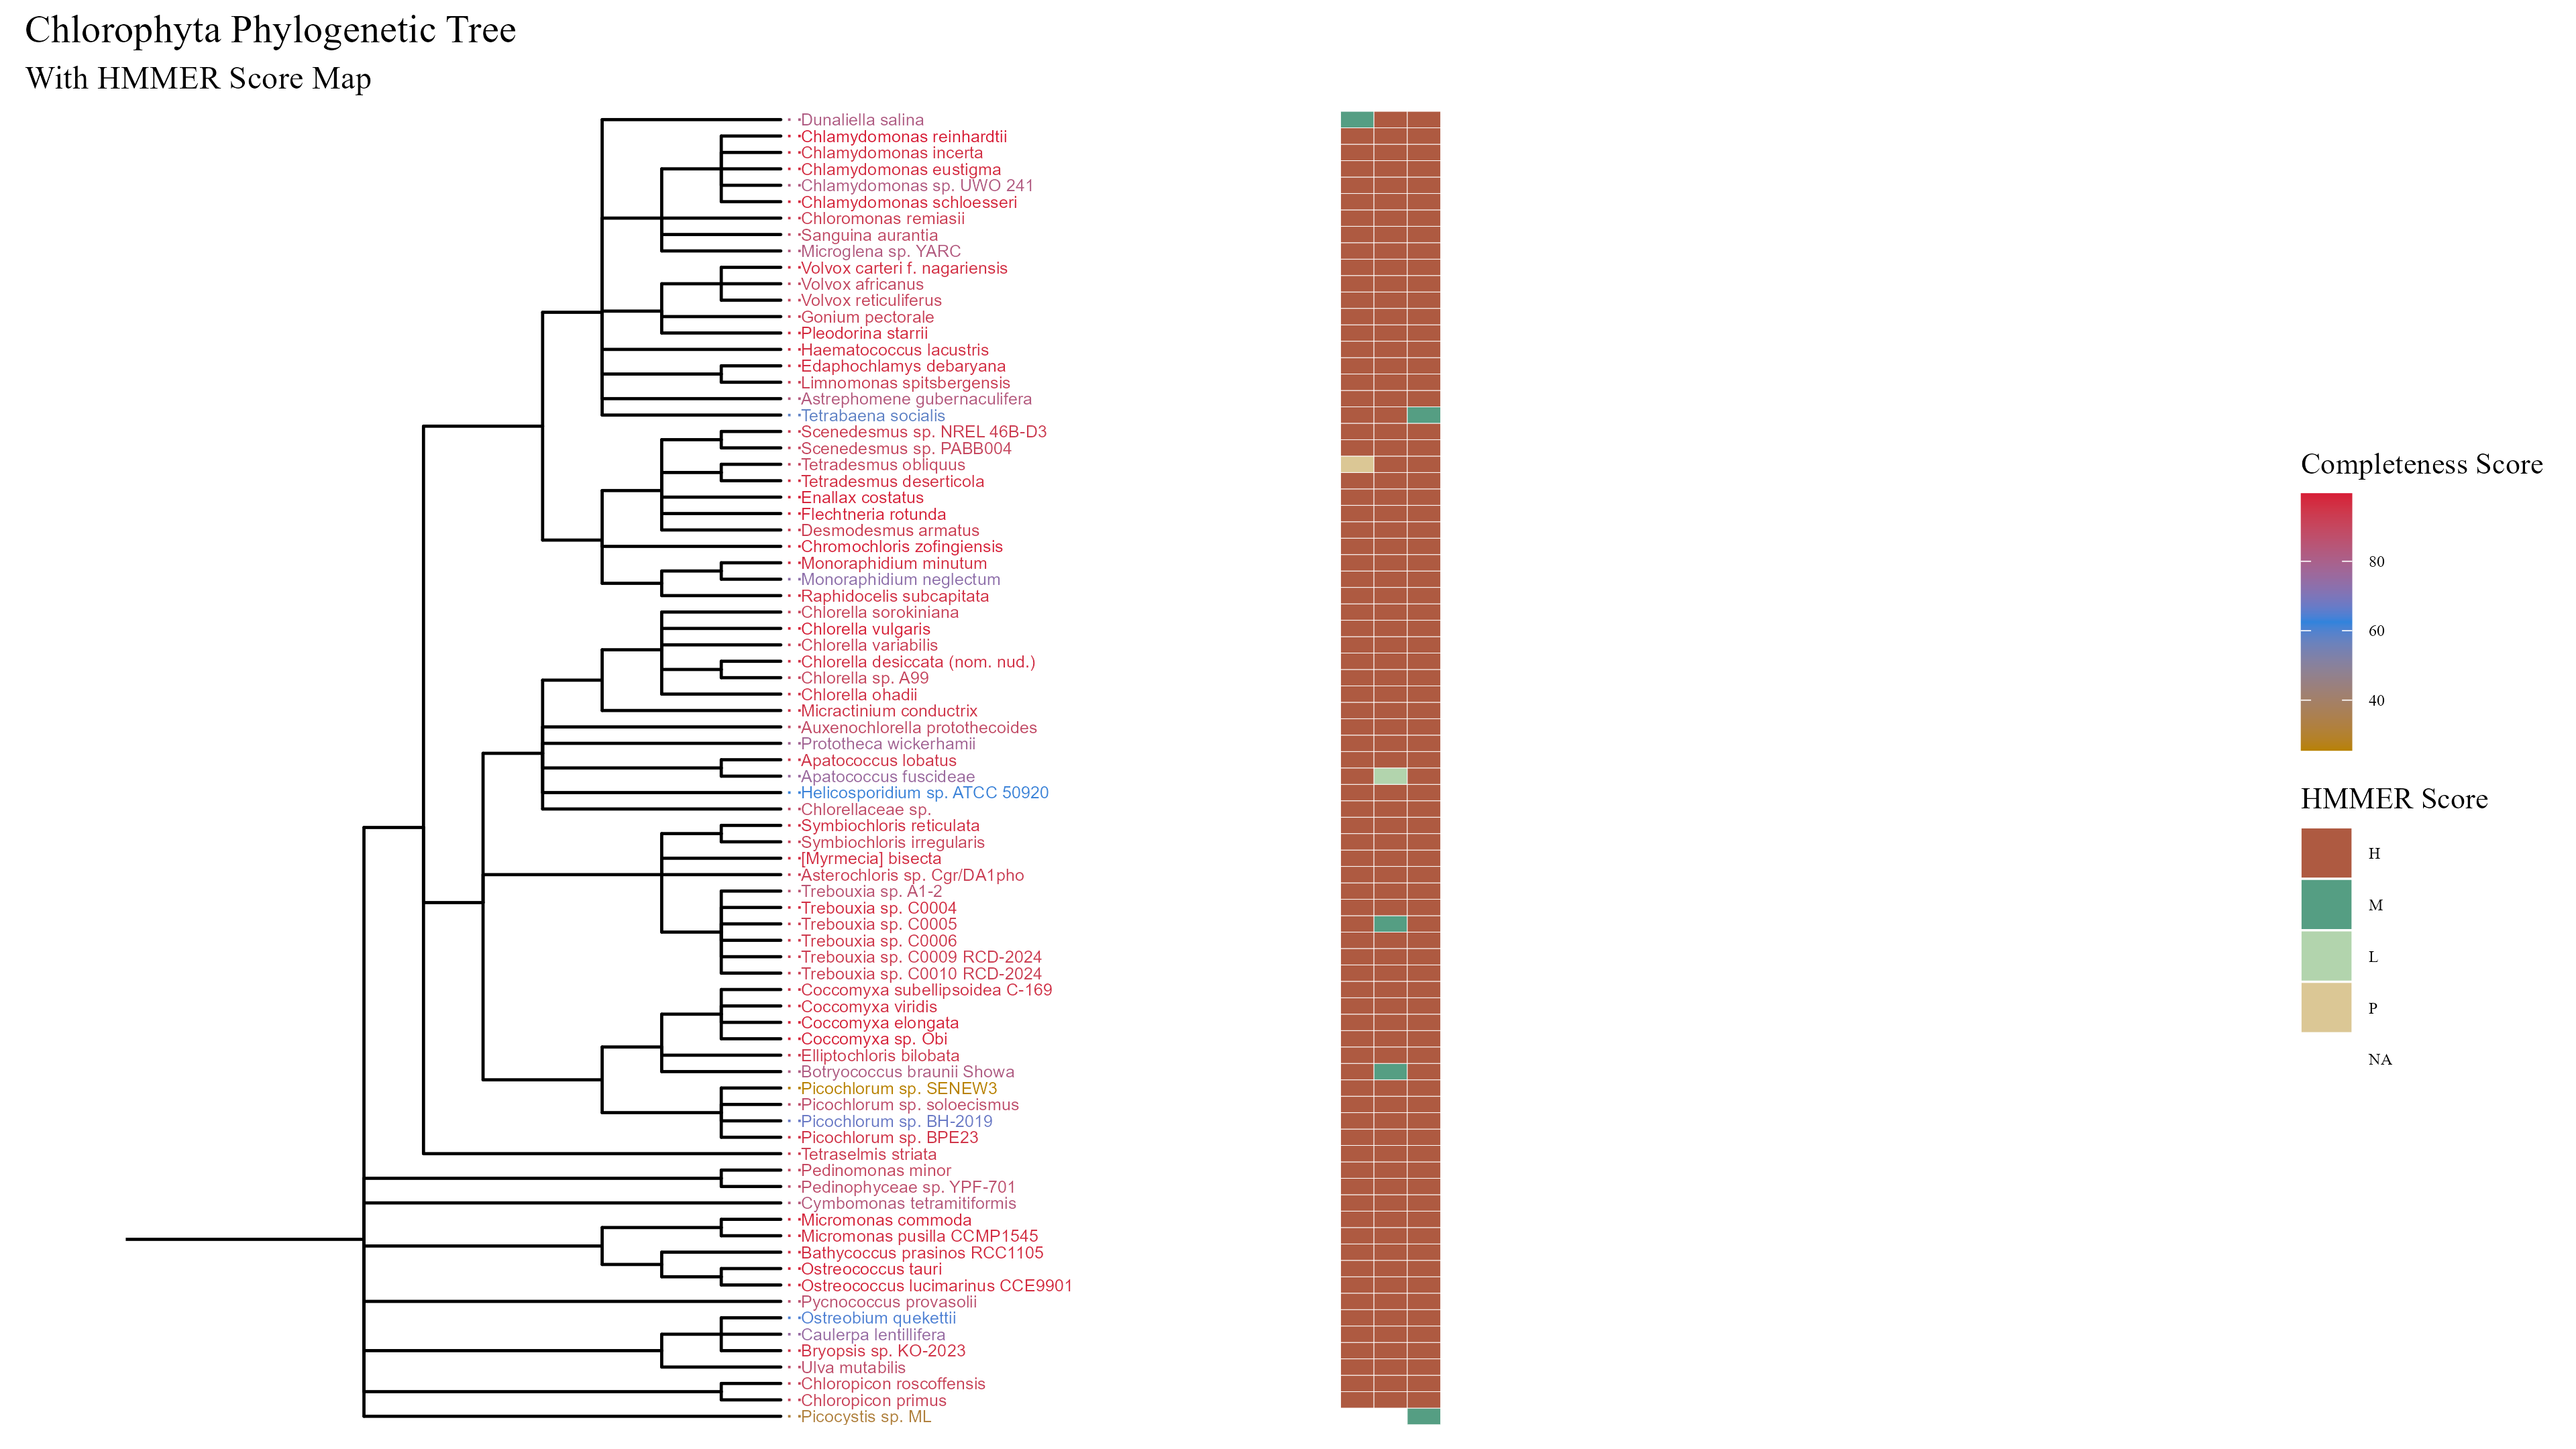 Chlorophyta Phylogenetic Tree
With HMMER Score Map
Dunaliella salina
Chlamydomonas reinhardtii
Chlamydomonas incerta
Chlamydomonas eustigma
Chlamydomonas sp. UWO 241
Chlamydomonas schloesseri
Chloromonas remiasii
Sanguina aurantia
Microglena sp. YARC
Volvox carteri f. nagariensis
Volvox africanus
Volvox reticuliferus
Gonium pectorale
Pleodorina starrii
Haematococcus lacustris
Edaphochlamys debaryana
Limnomonas spitsbergensis
Astrephomene gubernaculifera
Tetrabaena socialis
Scenedesmus sp. NREL 46B-D3
Scenedesmus sp. PABB004
Tetradesmus obliquus
Tetradesmus deserticola
Enallax costatus
Flechtneria rotunda
Desmodesmus armatus
Chromochloris zofingiensis
Monoraphidium minutum
Monoraphidium neglectum
Raphidocelis subcapitata
Chlorella sorokiniana
Chlorella vulgaris
Chlorella variabilis
Chlorella desiccata (nom. nud.)
Chlorella sp. A99
Chlorella ohadii
Micractinium conductrix
Auxenochlorella protothecoides
Prototheca wickerhamii
Apatococcus lobatus
Apatococcus fuscideae
Helicosporidium sp. ATCC 50920
Chlorellaceae sp.
Symbiochloris reticulata
Symbiochloris irregularis
[Myrmecia] bisecta
Asterochloris sp. Cgr/DA1pho
Trebouxia sp. A1-2
Trebouxia sp. C0004
Trebouxia sp. C0005
Trebouxia sp. C0006
Trebouxia sp. C0009 RCD-2024
Trebouxia sp. C0010 RCD-2024
Coccomyxa subellipsoidea C-169
Coccomyxa viridis
Coccomyxa elongata
Coccomyxa sp. Obi
Elliptochloris bilobata
Botryococcus braunii Showa
Picochlorum sp. SENEW3
Picochlorum sp. soloecismus
Picochlorum sp. BH-2019
Picochlorum sp. BPE23
Tetraselmis striata
Pedinomonas minor
Pedinophyceae sp. YPF-701
Cymbomonas tetramitiformis
Micromonas commoda
Micromonas pusilla CCMP1545
Bathycoccus prasinos RCC1105
Ostreococcus tauri
Ostreococcus lucimarinus CCE9901
Pycnococcus provasolii
Ostreobium quekettii
Caulerpa lentillifera
Bryopsis sp. KO-2023
Ulva mutabilis
Chloropicon roscoffensis
Chloropicon primus
Picocystis sp. ML
Completeness Score
80
60
40
HMMER Score
H
M
L
P
NA